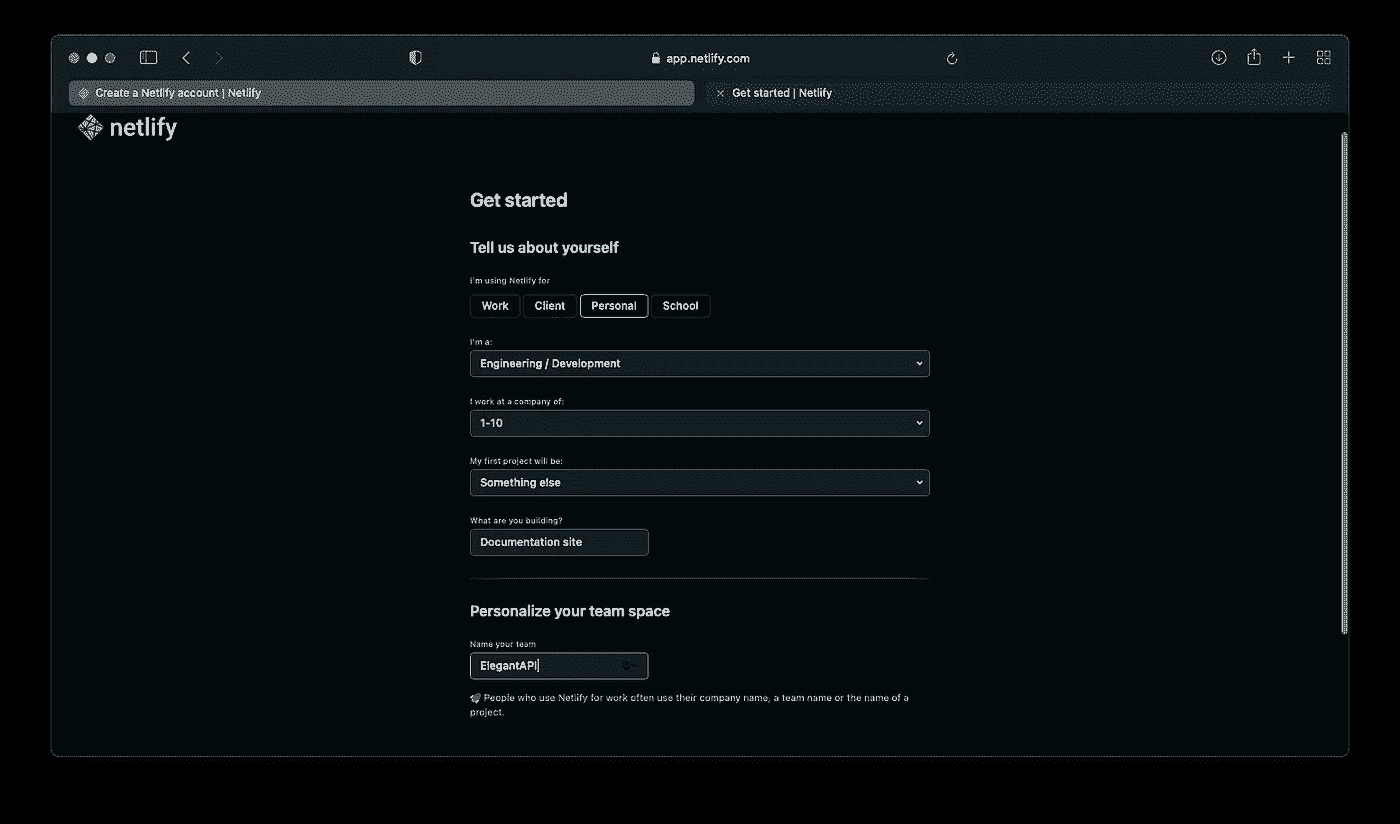 app.netlify.com
Create a Netlify account | Netlify
Get started | Netlify
netlify
Get started
Tell us about yourself
I'm using Netlify for
Work Client Personal School
I'm a:
Engineering / Development
I work at a company of:
1-10
My first project will be:
Something else
What are you building?
Documentation site
Personalize your team space
Name your team
ElegantAPI
People who use Netlify for work often use their company name, a team name or the name of a
project.